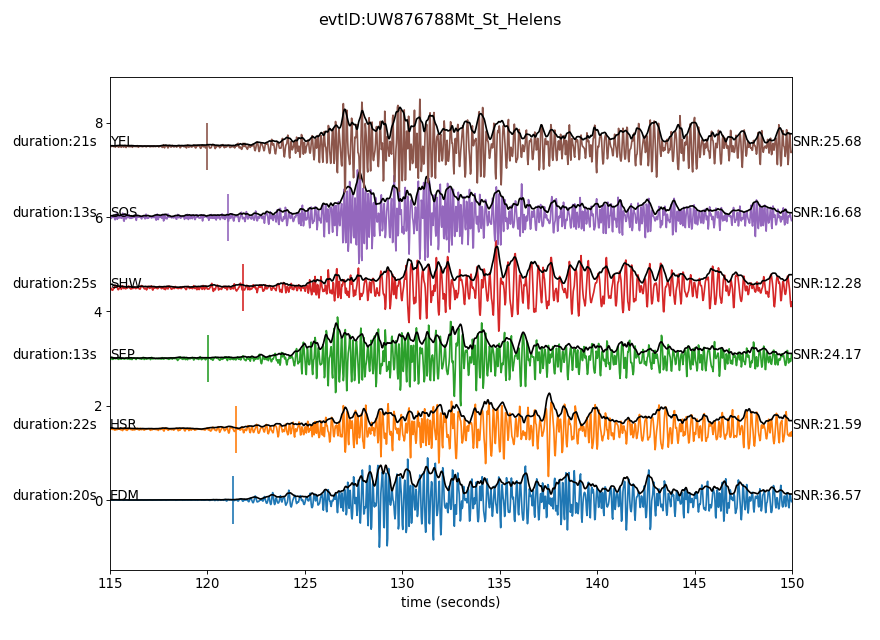 evtID:UW876788Mt_St_Helens
8
duration:21s YEL SNR:25.68
duration:13s SOS SNR:16.68
6
duration:25s SHW SNR:12.28
4
duration:13s SEP SNR:24.17
2
duration:22s HSR SNR:21.59
duration:20s EDM SNR:36.57
0
115 120 125 130 135 140 145 150
time (seconds)